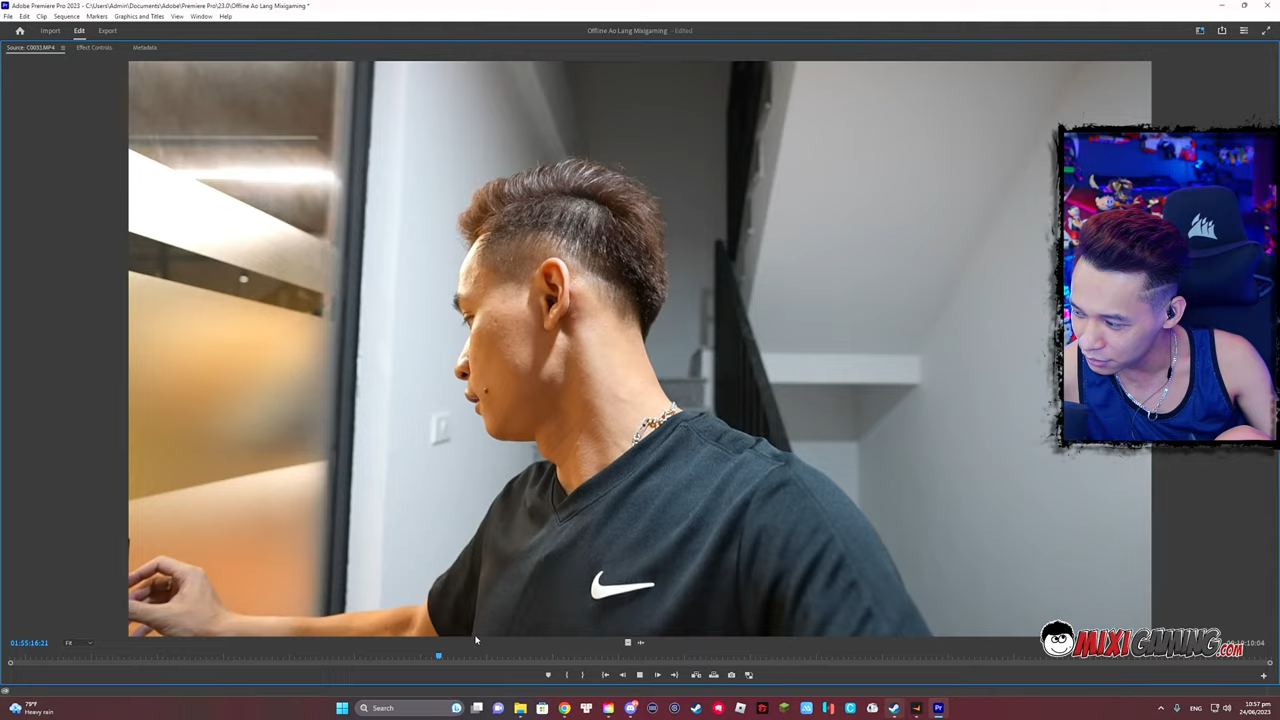 Adobe Premiere Pro 2023 - C:\Users\Admin\Documents\Adobe\Premiere Pro\23.0\Offline Ao Lang Mixigaming *
File Edit Clip Sequence Markers Graphics and Titles View Window Help
Import Edit Export
Offline Ao Lang Mixigaming - Edited
Source: C0033.MP4
Effect Controls
Metadata
01:55:16:21
Fit
MIXIGAMING.com
79°F
Heavy rain
Search
ENG
10:57 pm
24/06/2023